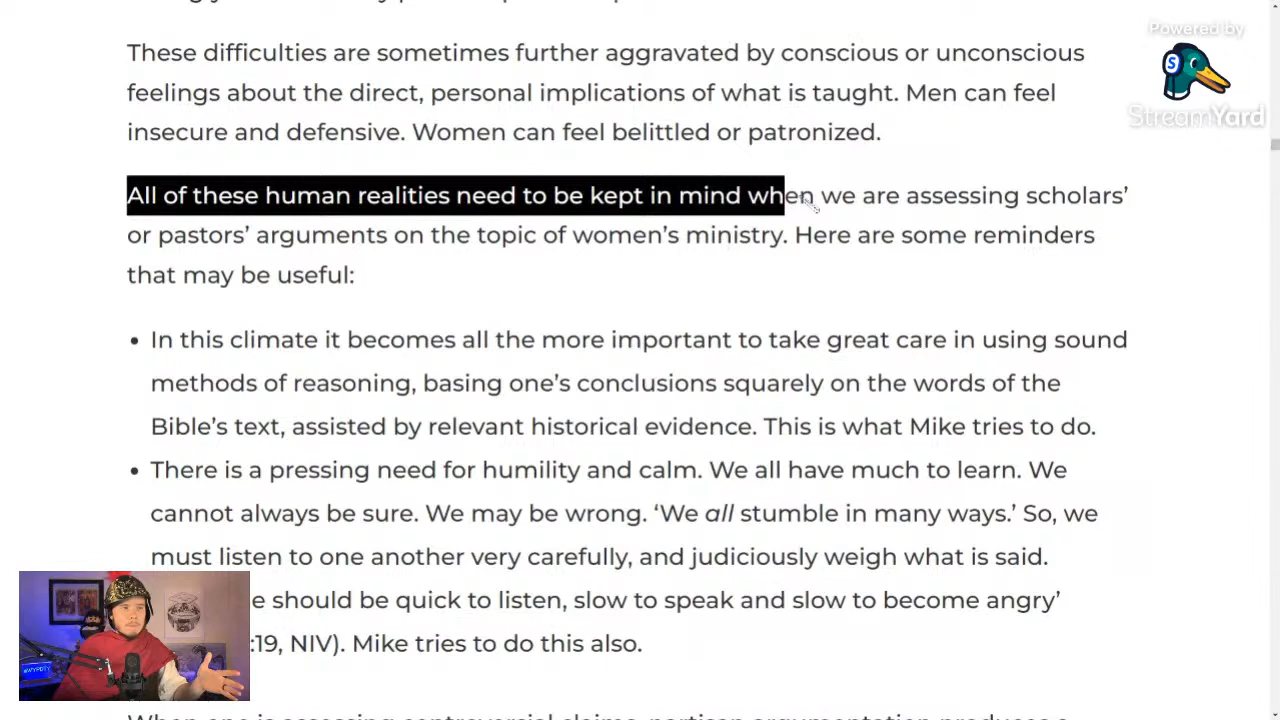 Powered by
StreamYard
These difficulties are sometimes further aggravated by conscious or unconscious
feelings about the direct, personal implications of what is taught. Men can feel
insecure and defensive. Women can feel belittled or patronized.
All of these human realities need to be kept in mind when we are assessing scholars’
or pastors’ arguments on the topic of women’s ministry. Here are some reminders
that may be useful:
• In this climate it becomes all the more important to take great care in using sound
methods of reasoning, basing one’s conclusions squarely on the words of the
Bible’s text, assisted by relevant historical evidence. This is what Mike tries to do.
• There is a pressing need for humility and calm. We all have much to learn. We
cannot always be sure. We may be wrong. ‘We all stumble in many ways.’ So, we
must listen to one another very carefully, and judiciously weigh what is said.
e should be quick to listen, slow to speak and slow to become angry’
:19, NIV). Mike tries to do this also.
#WYPDTY